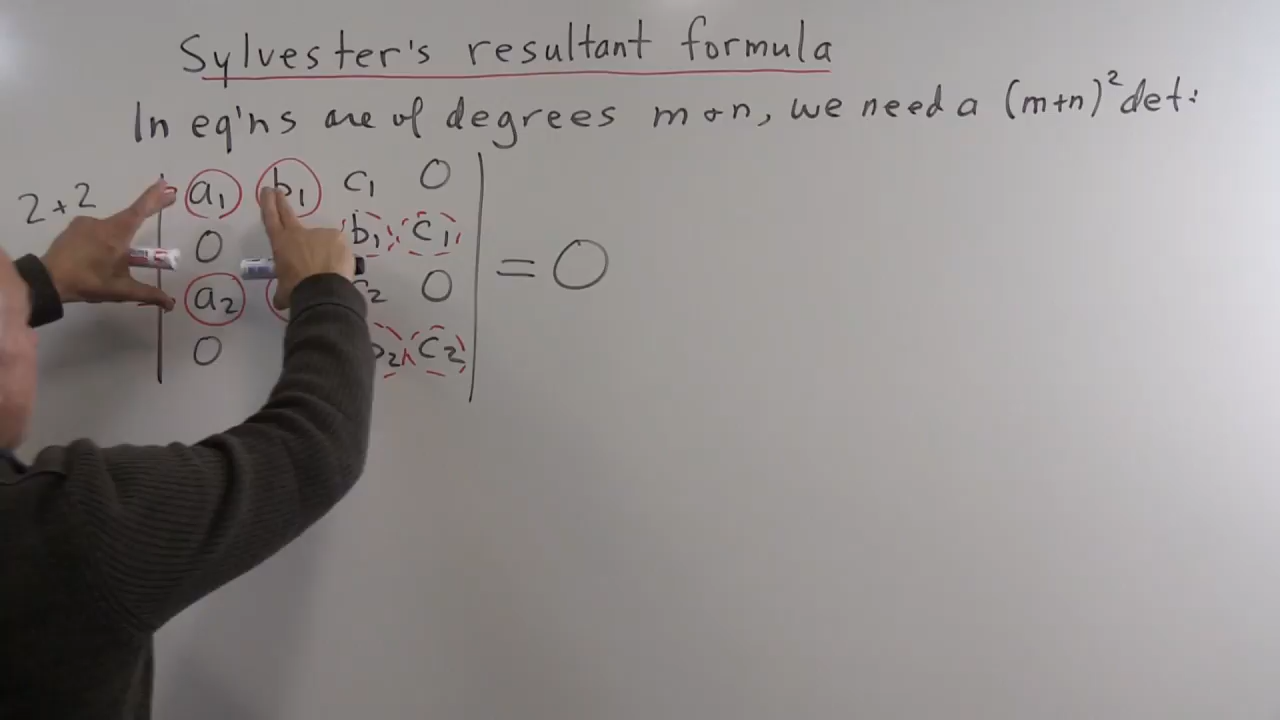 Sylvester's resultant formula
In eq'ns are of degrees m + n, we need a (m+n)² det:
2+2
a₁ b₁ c₁ 0
0 b₁ c₁
a₂ 0
0 c₂
= 0